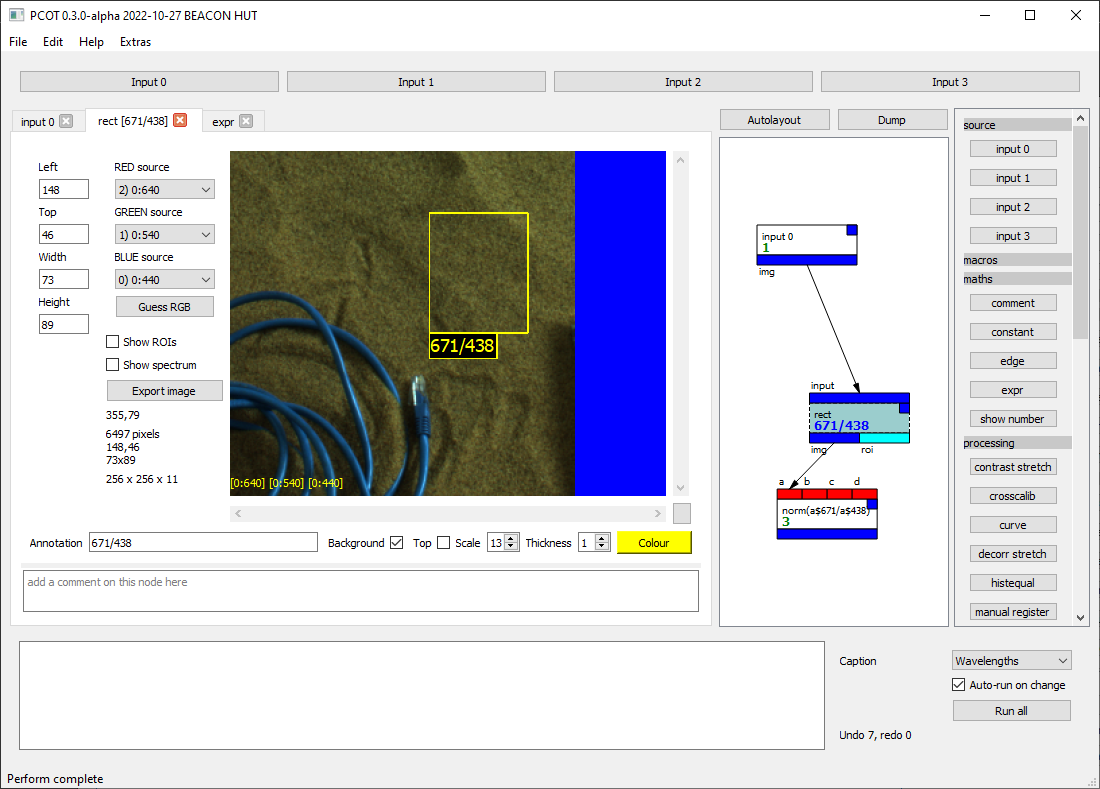 PCOT 0.3.0-alpha 2022-10-27 BEACON HUT
File Edit Help Extras
Input 0 Input 1 Input 2 Input 3
input 0 rect [671/438] expr
Left RED source
148 2) 0:640
Top GREEN source
46 1) 0:540
Width BLUE source
73 0) 0:440
Height Guess RGB
89
Show ROIs
Show spectrum
Export image
355,79
6497 pixels
148,46
73x89
256 x 256 x 11
671/438
[0:640] [0:540] [0:440]
Annotation 671/438 Background Top Scale 13 Thickness 1 Colour
add a comment on this node here
Autolayout Dump
input 0
1
img
input
rect
671/438
img roi
a b c d
norm(a$671/a$438)
3
source
input 0
input 1
input 2
input 3
macros
maths
comment
constant
edge
expr
show number
processing
contrast stretch
crosscalib
curve
decorr stretch
histequal
manual register
Caption Wavelengths
Auto-run on change
Run all
Undo 7, redo 0
Perform complete